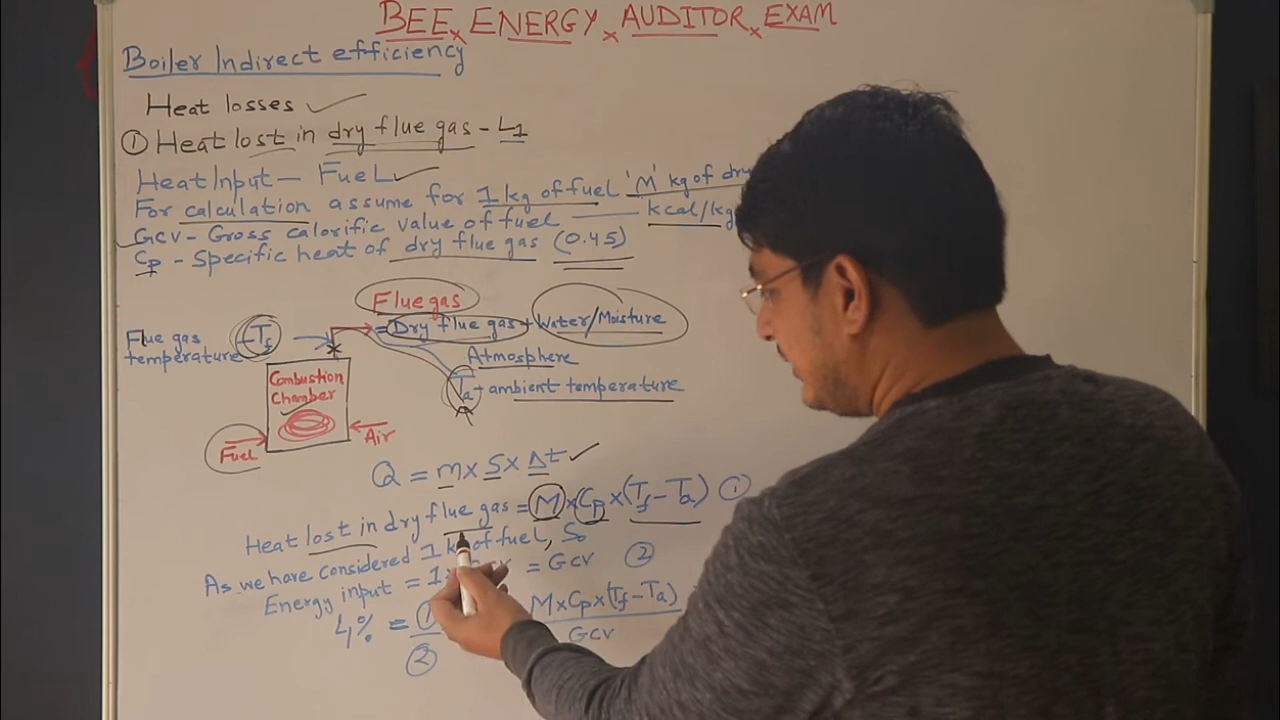 BEE ENERGY AUDITOR EXAM
Boiler Indirect efficiency
Heat losses ✓
① Heat lost in dry flue gas - L1
Heat Input — Fuel ✓
For calculation assume for 1 kg of fuel 'M' kg of dry
GCV - Gross calorific value of fuel — kcal/kg
Cp - Specific heat of dry flue gas (0.45)
Flue gas
Flue gas temperature - Tf
= Dry flue gas + Water/Moisture
Atmosphere
Ta - ambient temperature
Combustion Chamber
Fuel
Air
Q = m x S x Δt ✓
Heat lost in dry flue gas = M x Cp x (Tf - Ta) ①
As we have considered 1 kg of fuel, So
Energy input = 1 = GCV ②
L1% = ①/② M x Cp x (Tf - Ta) / GCV